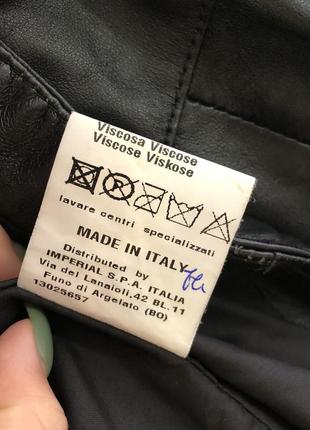 Viscosa Viscose
Viscose Viskose
R
lavare centri specializzati
MADE IN ITALY
Distributed by
IMPERIAL S.P.A. ITALIA
Via del Lanaioli,42 BL.11
Funo di Argelato (BO)
13025657